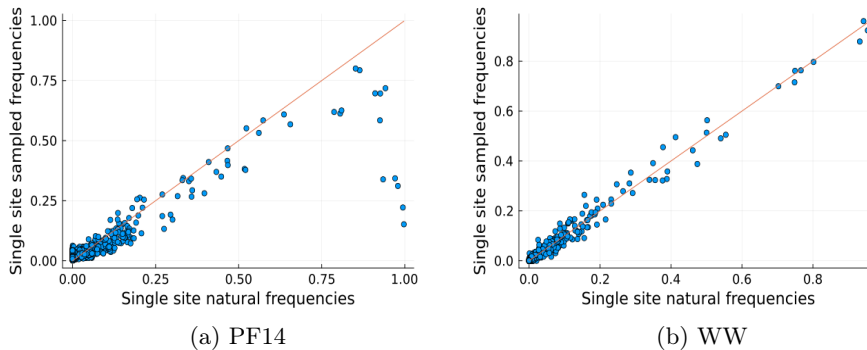 1.00
0.75
0.50
0.25
0.00
Single site sampled frequencies
0.00 0.25 0.50 0.75 1.00
Single site natural frequencies
(a) PF14
0.8
0.6
0.4
0.2
0.0
Single site sampled frequencies
0.0 0.2 0.4 0.6 0.8
Single site natural frequencies
(b) WW